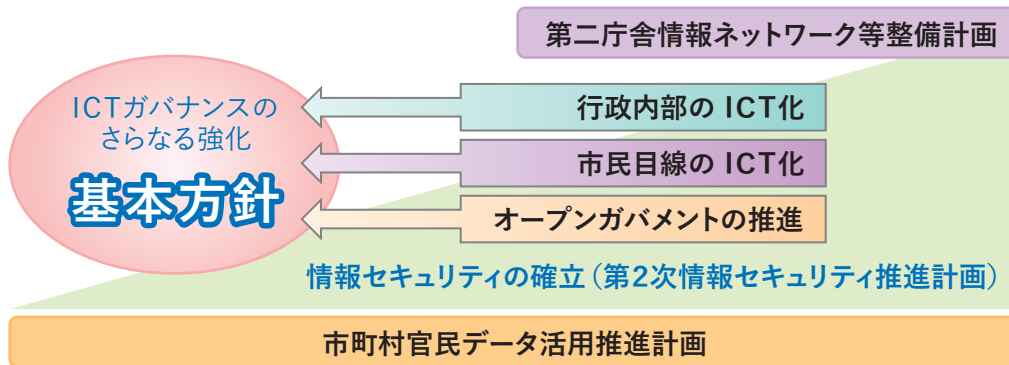 第二庁舎情報ネットワーク等整備計画
ICTガバナンスの
さらなる強化
基本方針
行政内部の ICT化
市民目線の ICT化
オープンガバメントの推進
情報セキュリティの確立（第2次情報セキュリティ推進計画）
市町村官民データ活用推進計画